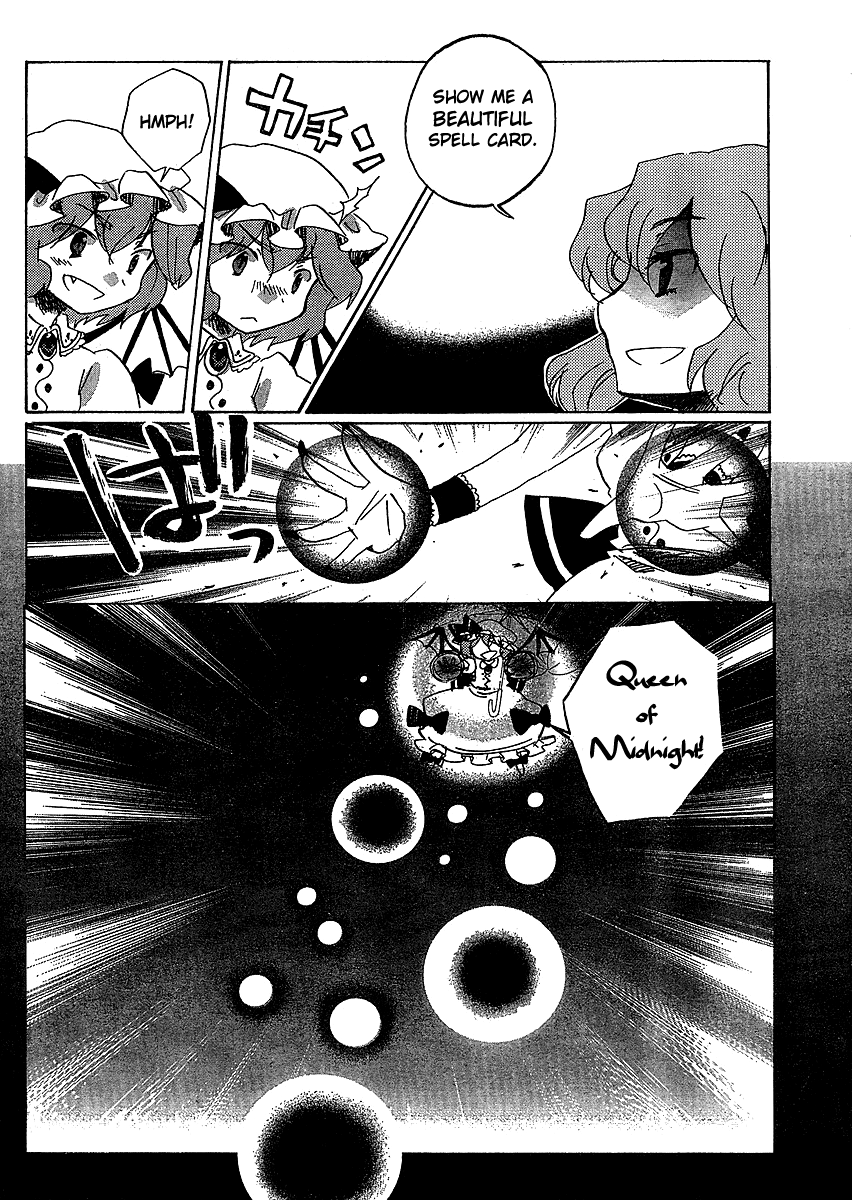 SHOW ME A
BEAUTIFUL
SPELL CARD.
カチン
HMPH!
ばっ
Queen
of
Midnight!